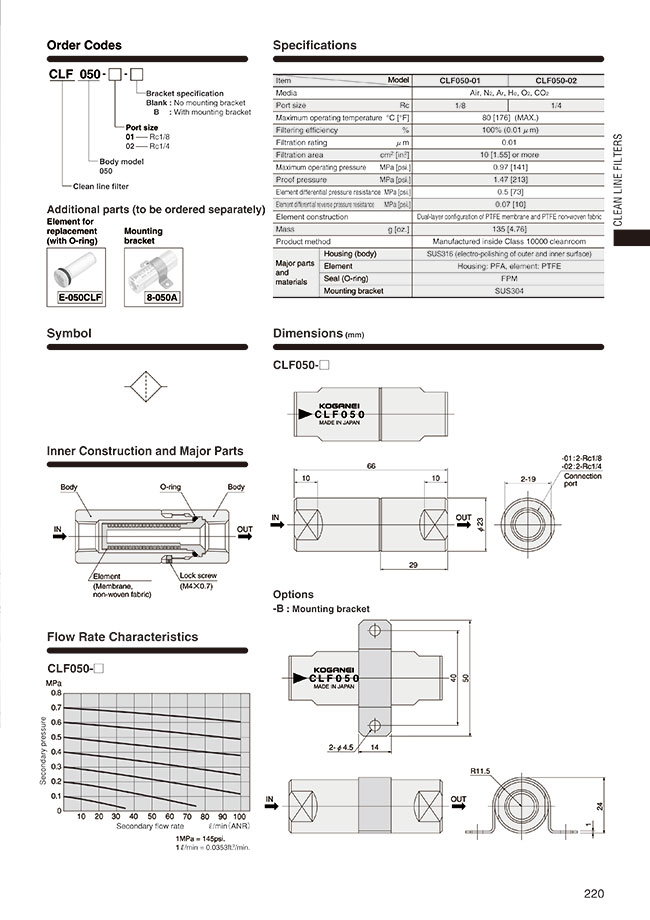 Order Codes
CLF 050 - □ - □
Bracket specification
Blank : No mounting bracket
B : With mounting bracket
Port size
01 — Rc1/8
02 — Rc1/4
Body model
050
Clean line filter
Additional parts (to be ordered separately)
Element for
replacement
(with O-ring)
Mounting
bracket
E-050CLF
8-050A
Symbol
Inner Construction and Major Parts
Body
O-ring
Body
IN
OUT
Element
(Membrane,
non-woven fabric)
Lock screw
(M4×0.7)
Flow Rate Characteristics
CLF050-□
MPa
0.8
0.7
0.6
0.5
0.4
0.3
0.2
0.1
0
Secondary pressure
10 20 30 40 50 60 70 80 90 100
Secondary flow rate ℓ/min (ANR)
1MPa = 145psi.
1 ℓ/min = 0.0353ft³/min.
Specifications
Item Model CLF050-01 CLF050-02
Media Air, N2, Ar, He, O2, CO2
Port size Rc 1/8 1/4
Maximum operating temperature °C [°F] 80 [176] (MAX.)
Filtering efficiency % 100% (0.01 μm)
Filtration rating μm 0.01
Filtration area cm² [in²] 10 [1.55] or more
Maximum operating pressure MPa [psi.] 0.97 [141]
Proof pressure MPa [psi.] 1.47 [213]
Element differential pressure resistance MPa [psi.] 0.5 [73]
Element differential reverse pressure resistance MPa [psi.] 0.07 [10]
Element construction Dual-layer configuration of PTFE membrane and PTFE non-woven fabric
Mass g [oz.] 135 [4.76]
Product method Manufactured inside Class 10000 cleanroom
Major parts
and
materials
Housing (body) SUS316 (electro-polishing of outer and inner surface)
Element Housing: PFA, element: PTFE
Seal (O-ring) FPM
Mounting bracket SUS304
Dimensions (mm)
CLF050-□
KOGANEI
CLF050
MADE IN JAPAN
66
10
10
IN
OUT
φ23
29
2-19
-01 : 2-Rc1/8
-02 : 2-Rc1/4
Connection
port
Options
-B : Mounting bracket
KOGANEI
CLF050
MADE IN JAPAN
40
50
2-φ4.5
14
IN
OUT
R11.5
24
1
CLEAN LINE FILTERS
220